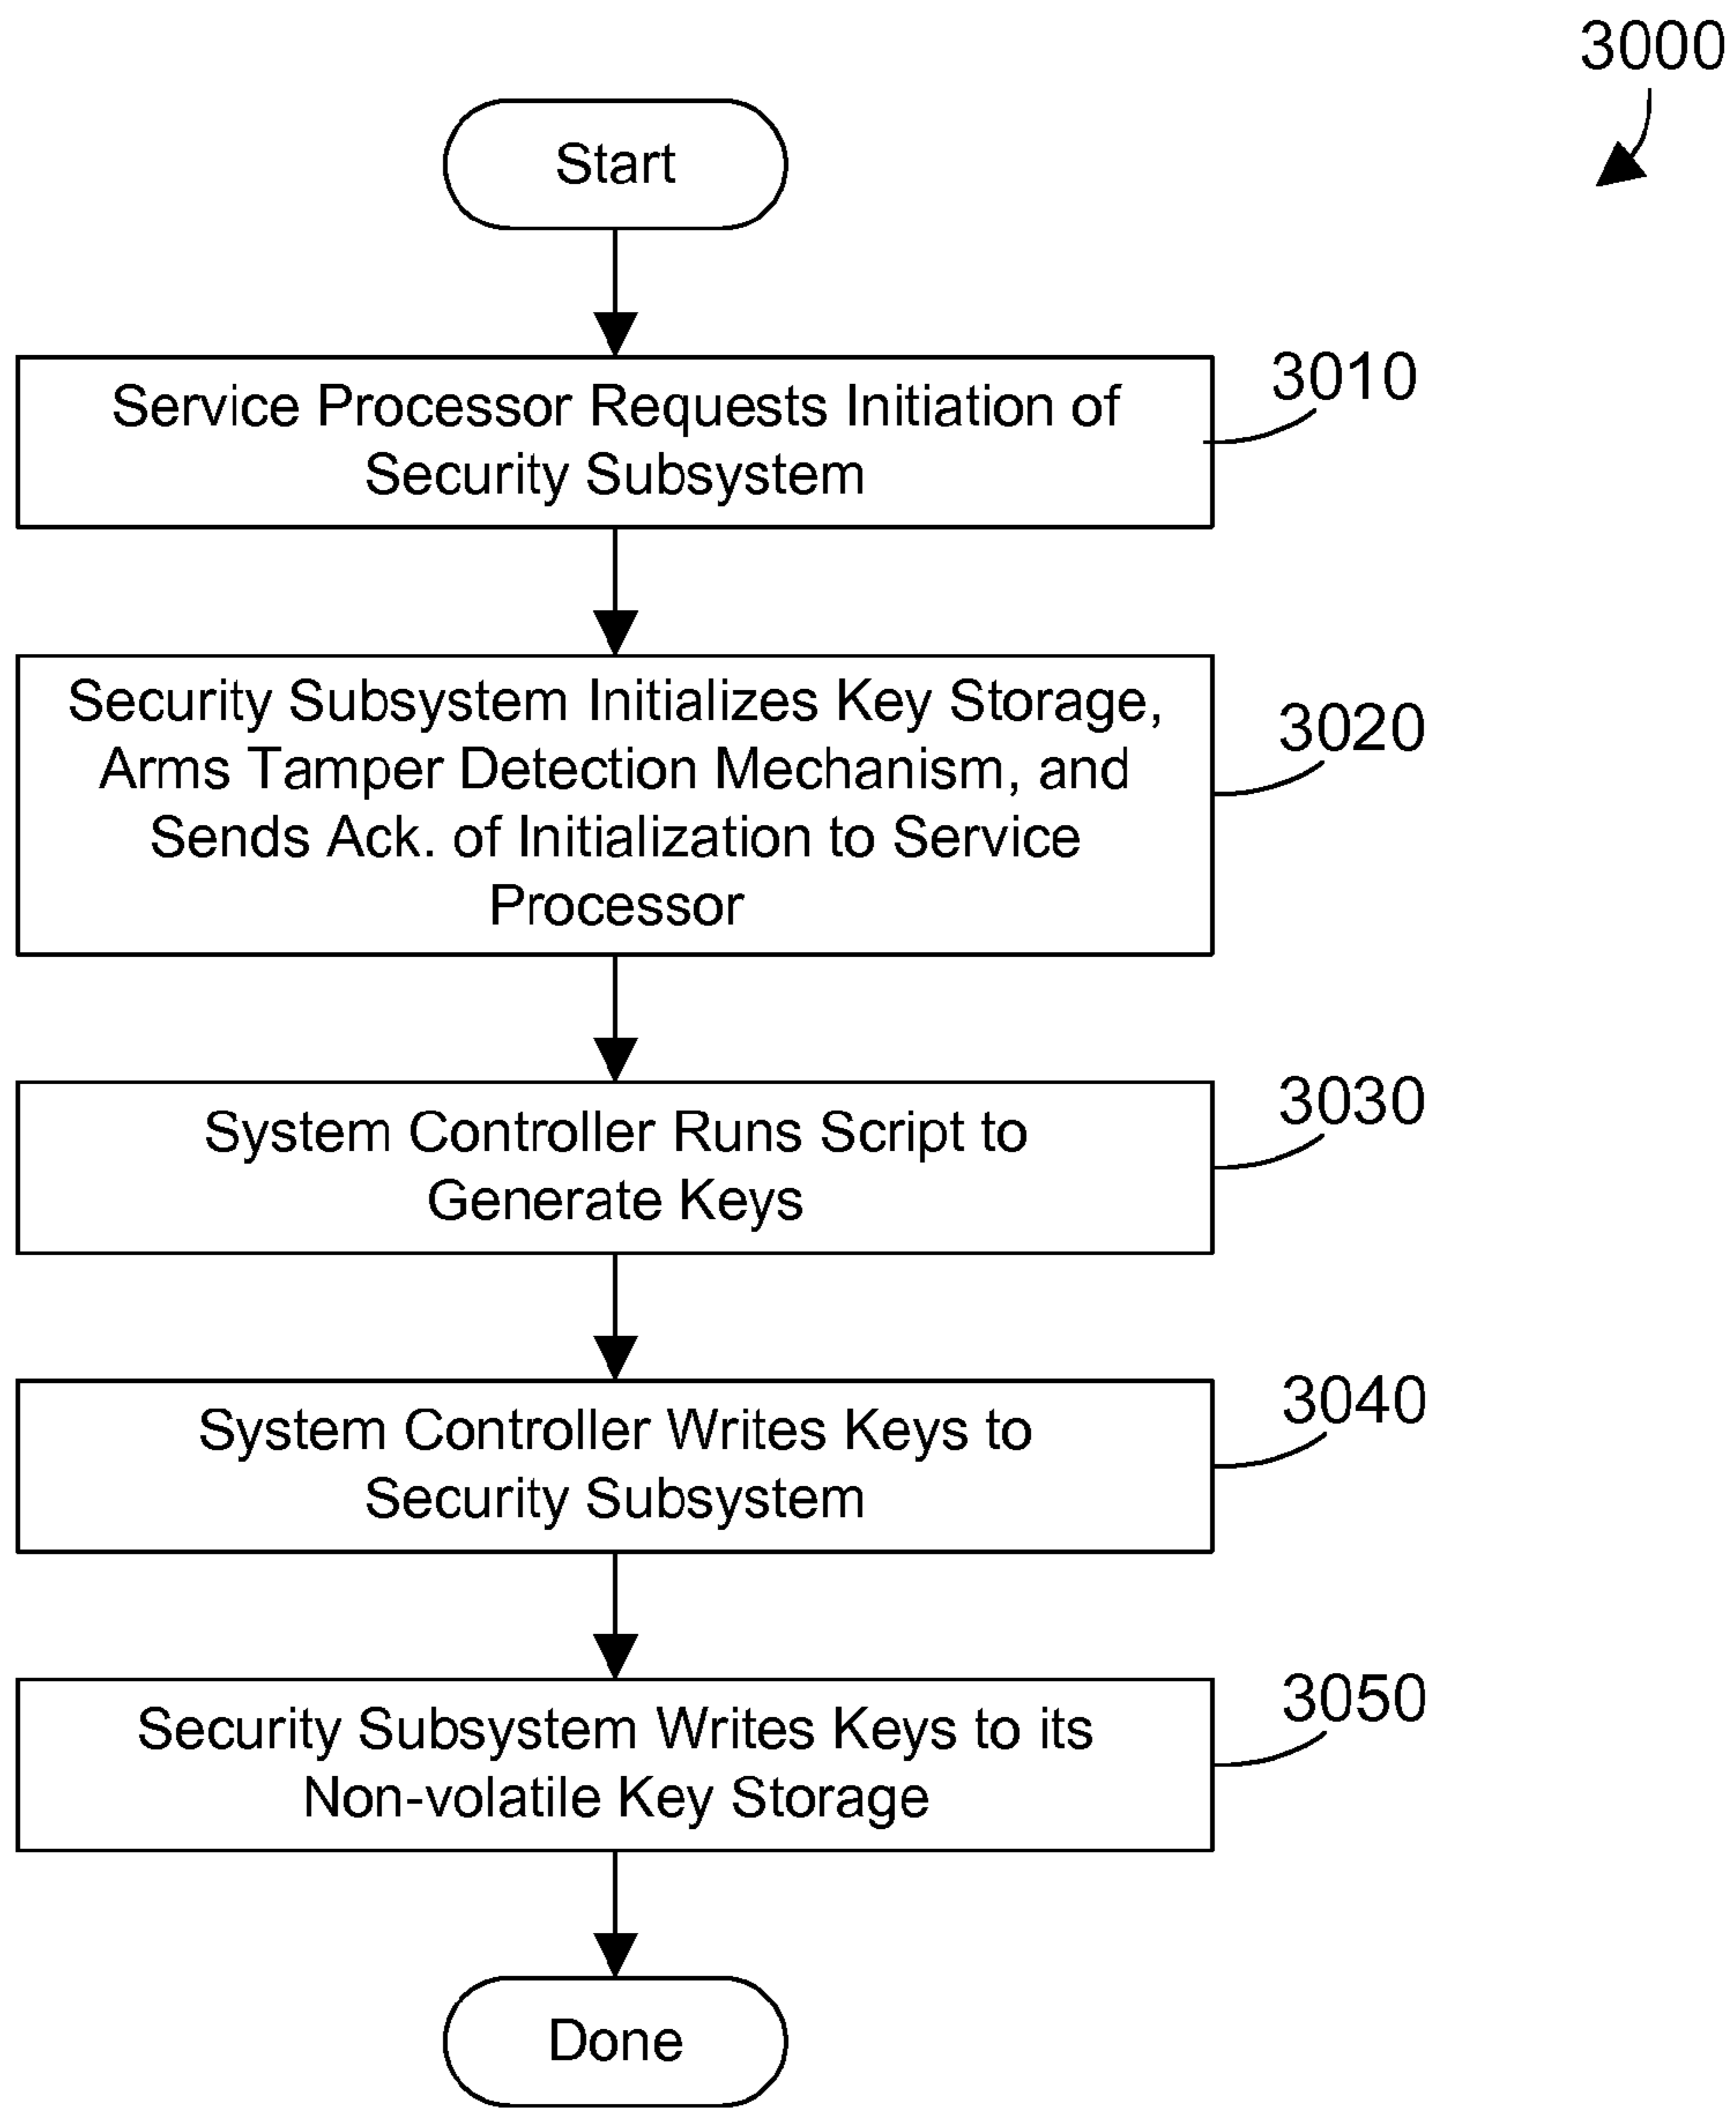 3000
Start
Service Processor Requests Initiation of
Security Subsystem
3010
Security Subsystem Initializes Key Storage,
Arms Tamper Detection Mechanism, and
Sends Ack. of Initialization to Service
Processor
3020
System Controller Runs Script to
Generate Keys
3030
System Controller Writes Keys to
Security Subsystem
3040
Security Subsystem Writes Keys to its
Non-volatile Key Storage
3050
Done